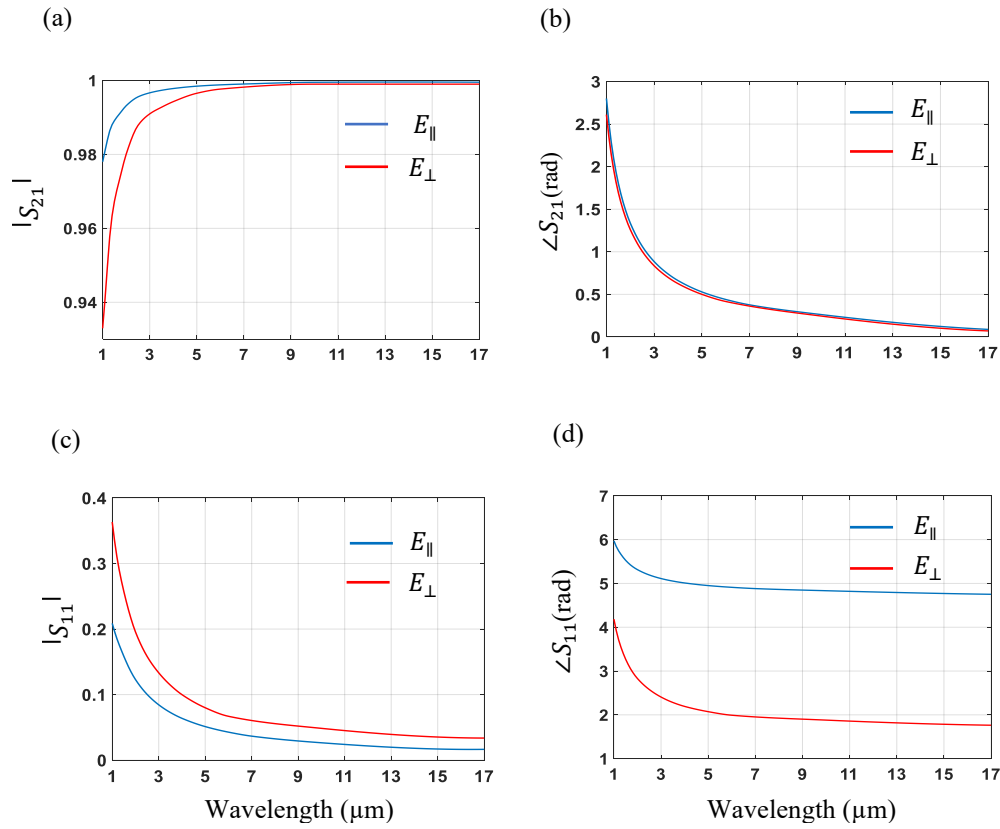 (a)
(b)
|S₂₁|
1
0.98
0.96
0.94
E∥
E⊥
1 3 5 7 9 11 13 15 17
∠S₂₁(rad)
3
2.5
2
1.5
1
0.5
0
E∥
E⊥
1 3 5 7 9 11 13 15 17
(c)
(d)
|S₁₁|
0.4
0.3
0.2
0.1
0
E∥
E⊥
1 3 5 7 9 11 13 15 17
Wavelength (µm)
∠S₁₁(rad)
7
6
5
4
3
2
1
E∥
E⊥
1 3 5 7 9 11 13 15 17
Wavelength (µm)